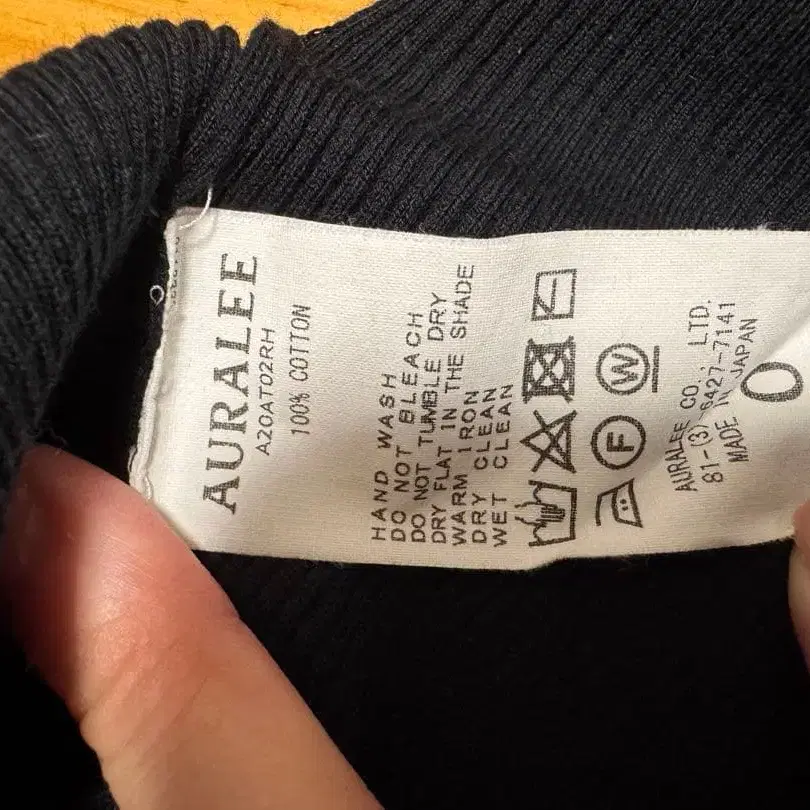 AURALEE
A20AT02RH
100% COTTON
HAND WASH
DO NOT BLEACH
DO NOT TUMBLE DRY
DRY FLAT IN THE SHADE
WARM IRON
DRY CLEAN
WET CLEAN
F W
AURALEE CO., LTD.
81-(3) 6427-7141
MADE IN JAPAN
0